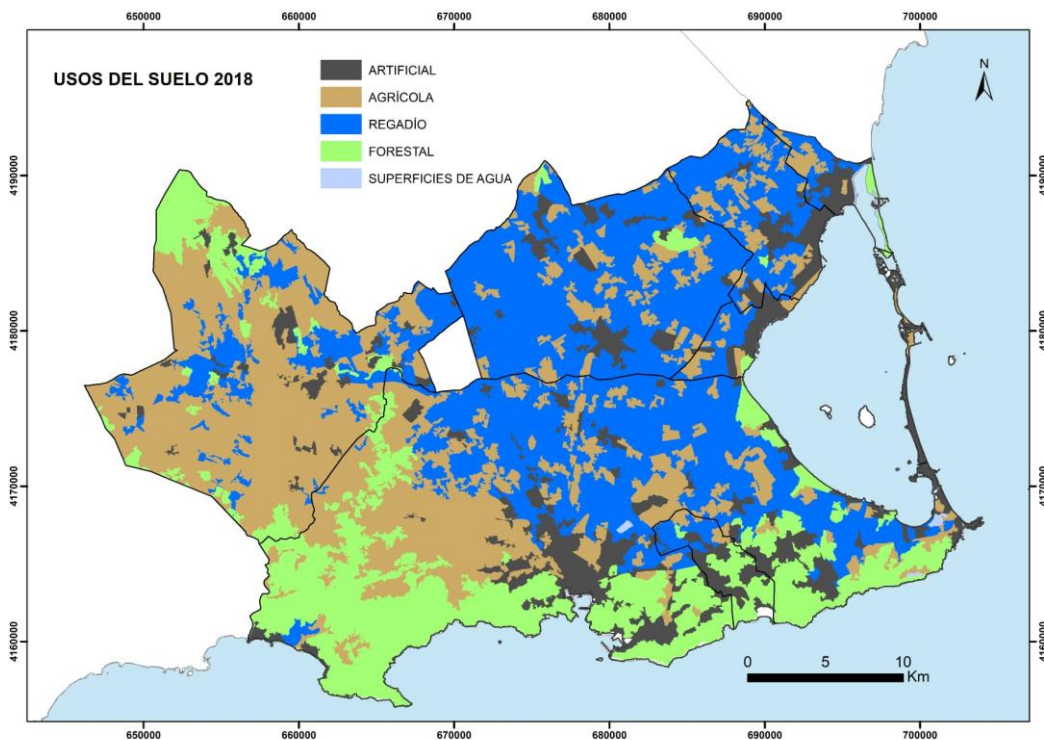 650000 660000 670000 680000 690000 700000
USOS DEL SUELO 2018
ARTIFICIAL
AGRÍCOLA
REGADÍO
FORESTAL
SUPERFICIES DE AGUA
N
4190000 4190000
4180000 4180000
4170000 4170000
4160000 4160000
0 5 10
Km
650000 660000 670000 680000 690000 700000